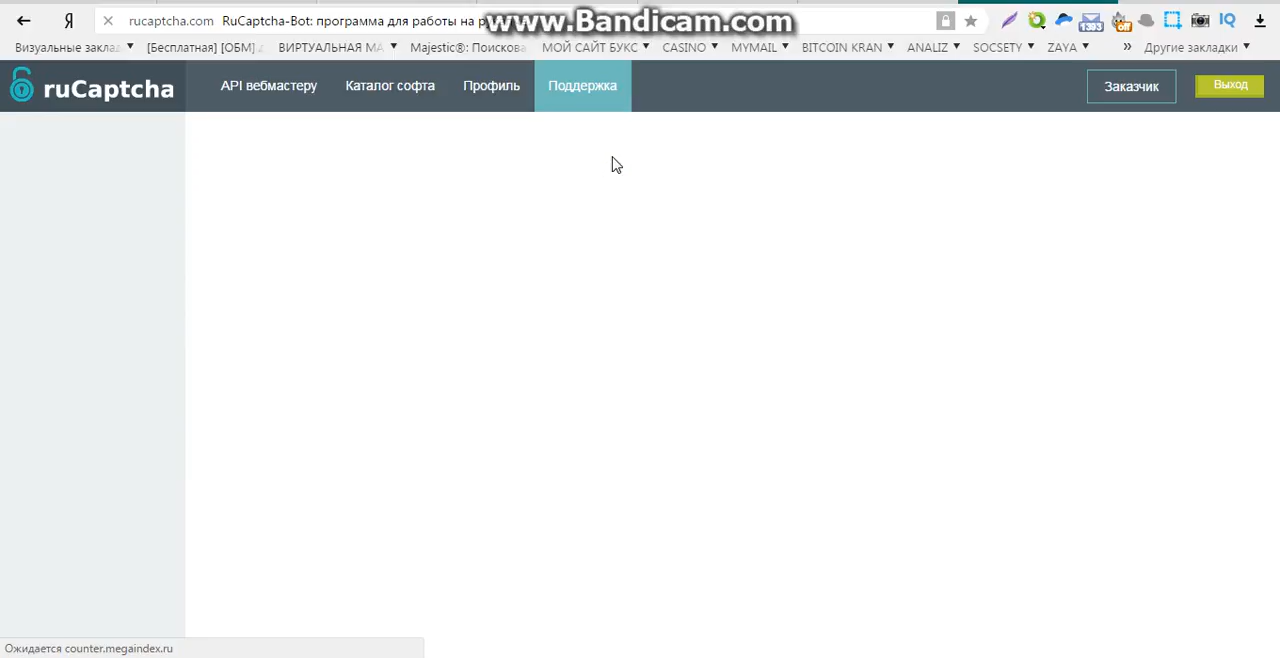 www.Bandicam.com
Я rucaptcha.com RuCaptcha-Bot: программа для работы на
Визуальные заклад [Бесплатная] [ОБМ] ВИРТУАЛЬНАЯ МА Majestic®: Поискова МОЙ САЙТ БУКС CASINO MYMAIL BITCOIN KRAN ANALIZ SOCSETY ZAYA » Другие закладки
ruCaptcha API вебмастеру Каталог софта Профиль Поддержка Заказчик Выход
Ожидается counter.megaindex.ru